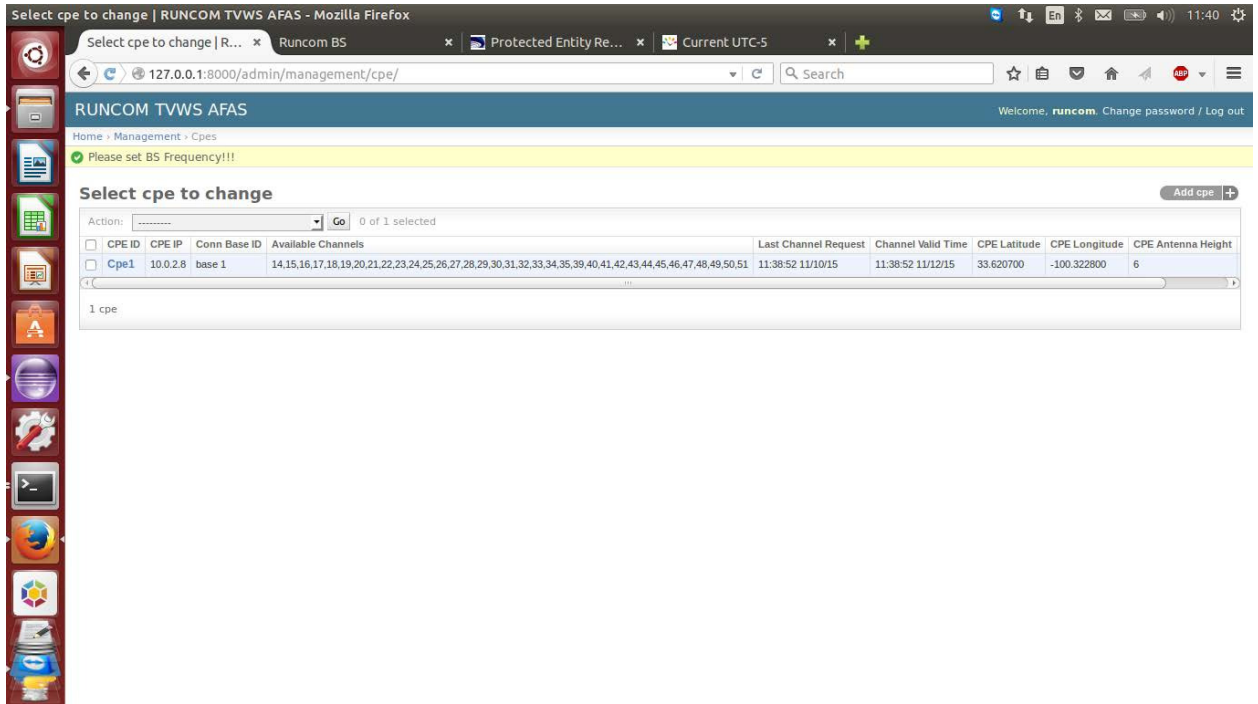 Select cpe to change | RUNCOM TVWS AFAS - Mozilla Firefox En 11:40
Select cpe to change | R... × Runcom BS × Protected Entity Re... × Current UTC-5 ×
127.0.0.1:8000/admin/management/cpe/ Search ABP
RUNCOM TVWS AFAS Welcome, runcom. Change password / Log out
Home › Management › Cpes
Please set BS Frequency!!!
Select cpe to change Add cpe +
Action: --------- Go 0 of 1 selected
CPE ID CPE IP Conn Base ID Available Channels Last Channel Request Channel Valid Time CPE Latitude CPE Longitude CPE Antenna Height
Cpe1 10.0.2.8 base 1 14,15,16,17,18,19,20,21,22,23,24,25,26,27,28,29,30,31,32,33,34,35,39,40,41,42,43,44,45,46,47,48,49,50,51 11:38:52 11/10/15 11:38:52 11/12/15 33.620700 -100.322800 6
1 cpe